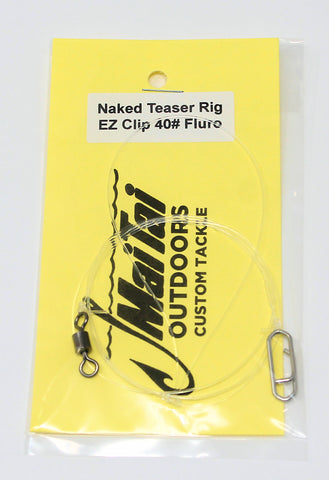 Naked Teaser Rig
EZ Clip 40# Fluro
MaiTai
OUTDOORS
CUSTOM TACKLE